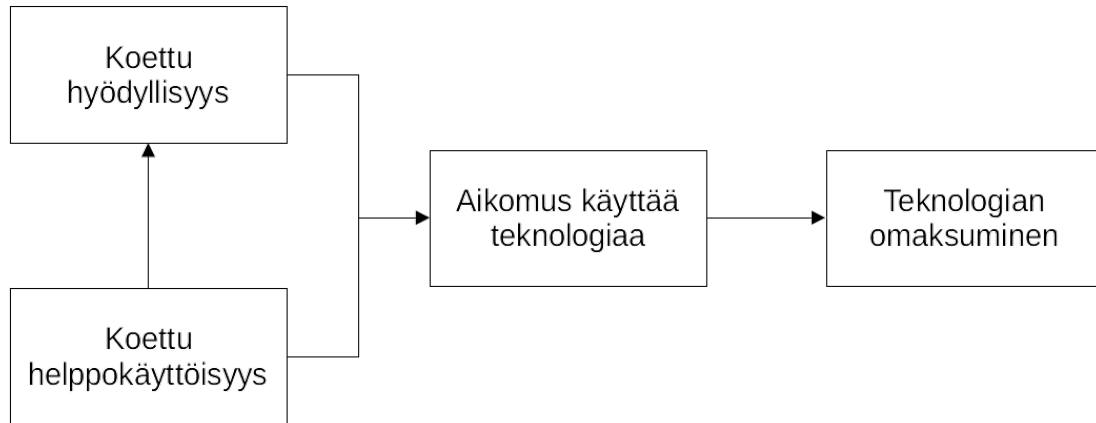 Koettu
hyödyllisyys
Aikomus käyttää
teknologiaa
Teknologian
omaksuminen
Koettu
helppokäyttöisyys